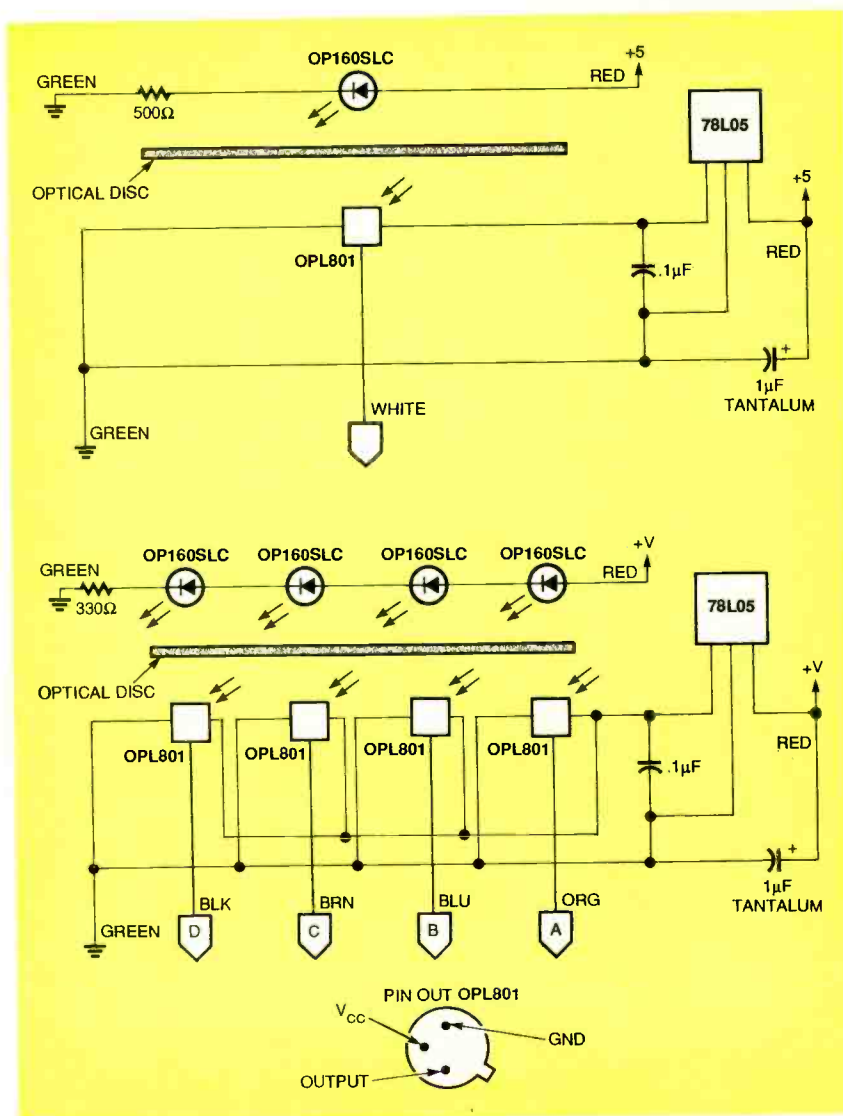 OP160SLC
+5
GREEN
RED
500Ω
78L05
OPTICAL DISC
+5
OPL801
RED
.1µF
1µF
TANTALUM
WHITE
GREEN
OP160SLC OP160SLC OP160SLC OP160SLC
+V
GREEN
RED
330Ω
78L05
OPTICAL DISC
+V
OPL801 OPL801 OPL801 OPL801
RED
.1µF
+
1µF
TANTALUM
BLK BRN BLU ORG
GREEN
D C B A
PIN OUT OPL801
VCC
GND
OUTPUT